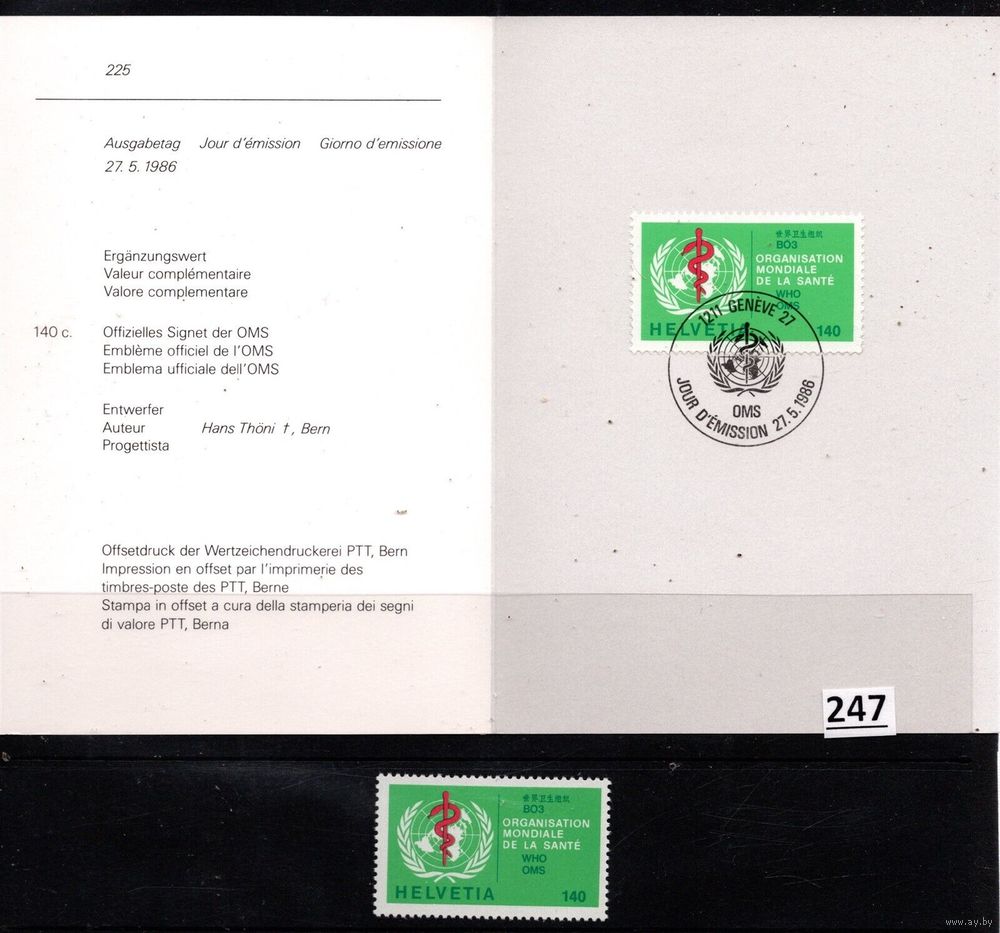 225
Ausgabetag Jour d'émission Giorno d'emissione
27. 5. 1986
Ergänzungswert
Valeur complémentaire
Valore complementare
140 c. Offizielles Signet der OMS
Emblème officiel de l'OMS
Emblema ufficiale dell'OMS
Entwerfer
Auteur Hans Thöni †, Bern
Progettista
Offsetdruck der Wertzeichendruckerei PTT, Bern
Impression en offset par l'imprimerie des
timbres-poste des PTT, Berne
Stampa in offset a cura della stamperia dei segni
di valore PTT, Berna
世界卫生组织
ВОЗ
ORGANISATION
MONDIALE
DE LA SANTÉ
WHO
OMS
HELVETIA 140
1211 GENÈVE 27
OMS
JOUR D'ÉMISSION 27.5.1986
247
世界卫生组织
ВОЗ
ORGANISATION
MONDIALE
DE LA SANTÉ
WHO
OMS
HELVETIA 140
www.ay.by